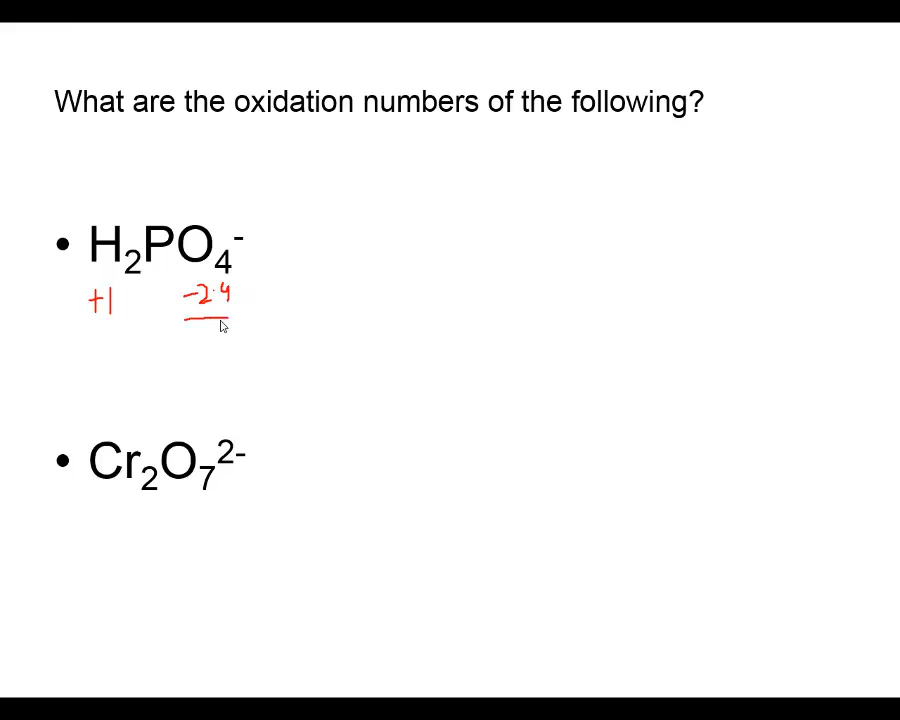 What are the oxidation numbers of the following?
• H₂PO₄⁻
+1 -2·4
• Cr₂O₇²⁻